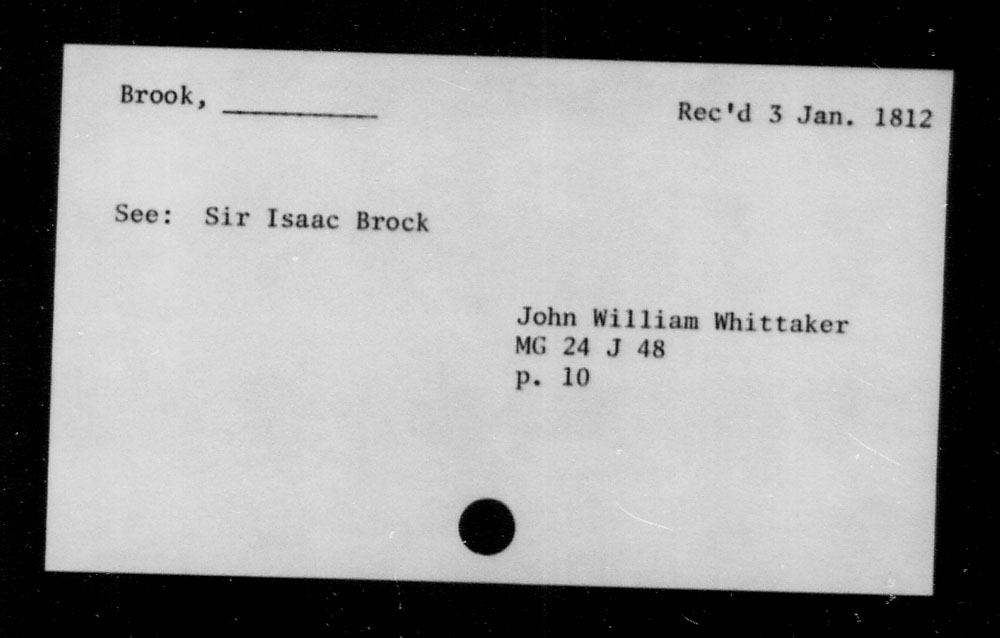 Brook, __________ Rec'd 3 Jan. 1812
See: Sir Isaac Brock
John William Whittaker
MG 24 J 48
p. 10